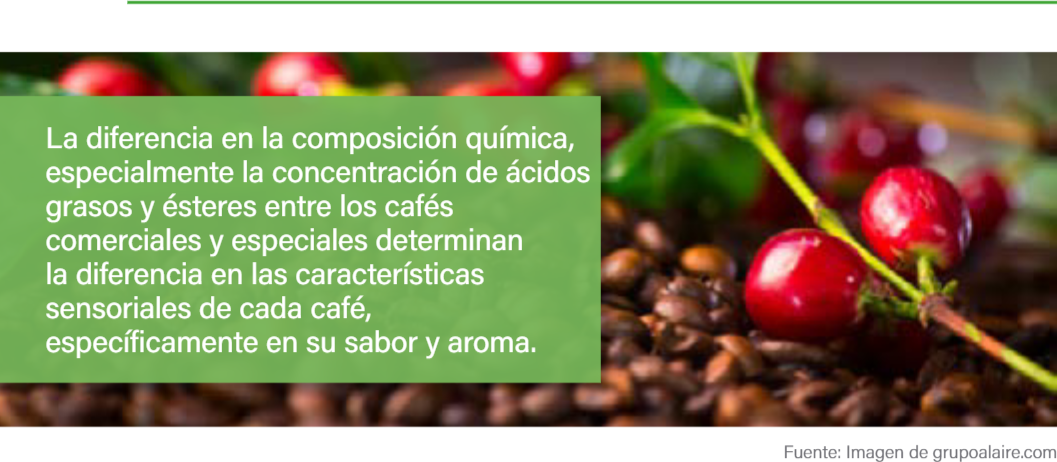 La diferencia en la composición química,
especialmente la concentración de ácidos
grasos y ésteres entre los cafés
comerciales y especiales determinan
la diferencia en las características
sensoriales de cada café,
específicamente en su sabor y aroma.
Fuente: Imagen de grupoalaire.com